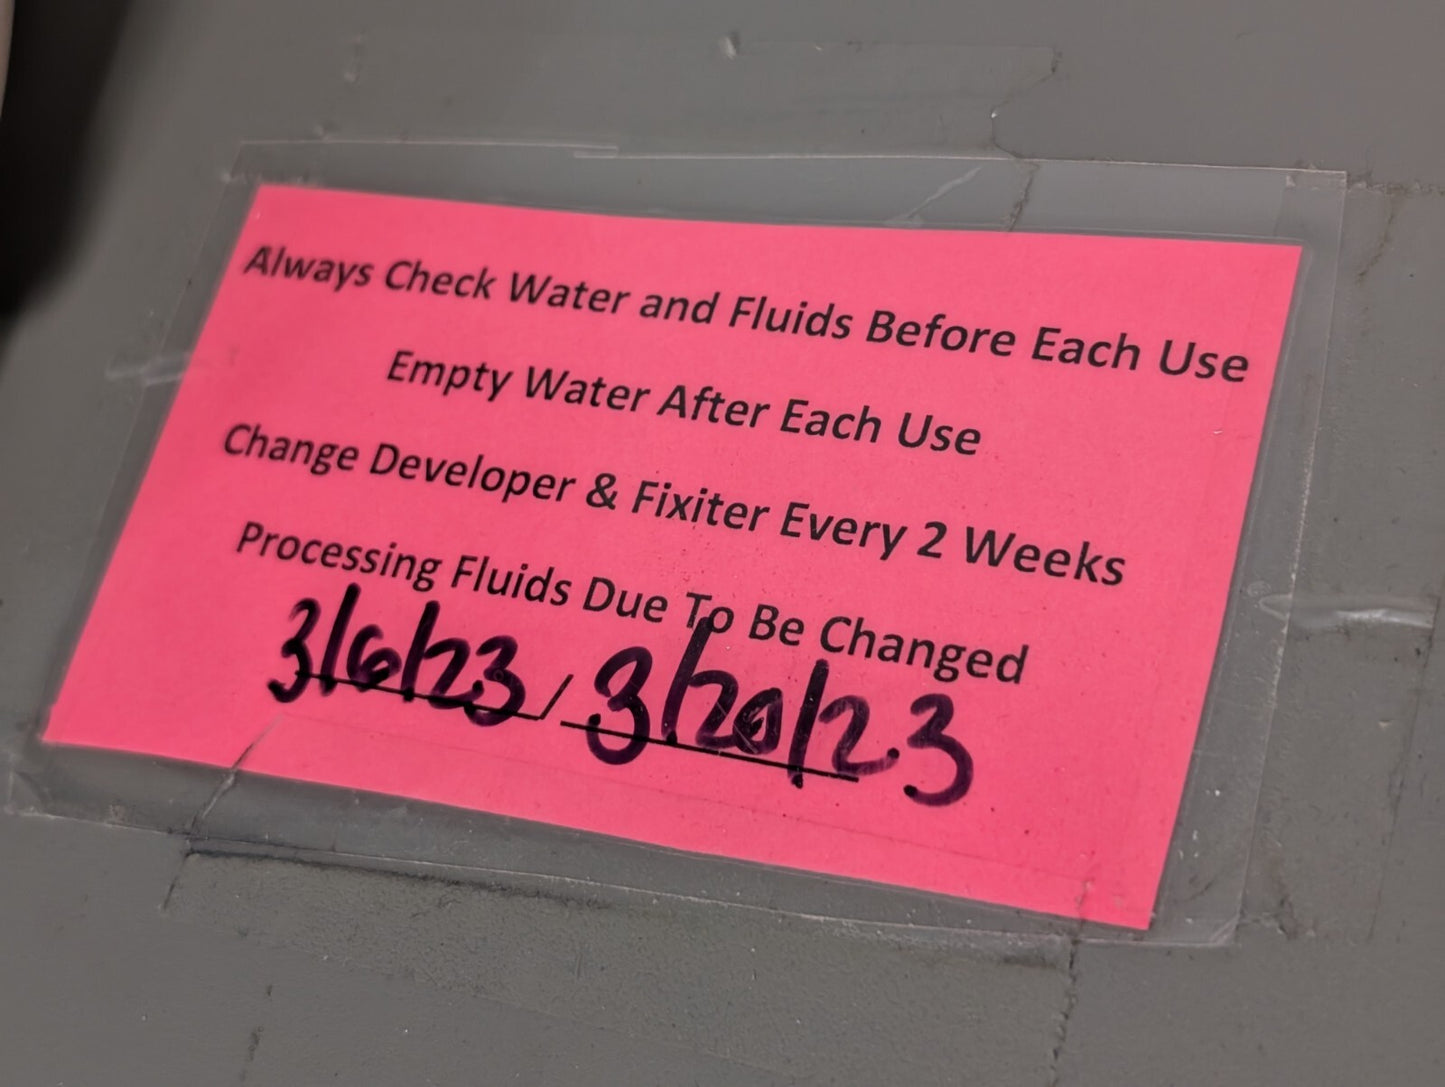 Always Check Water and Fluids Before Each Use
Empty Water After Each Use
Change Developer & Fixiter Every 2 Weeks
Processing Fluids Due To Be Changed
3/6/23 / 3/20/23